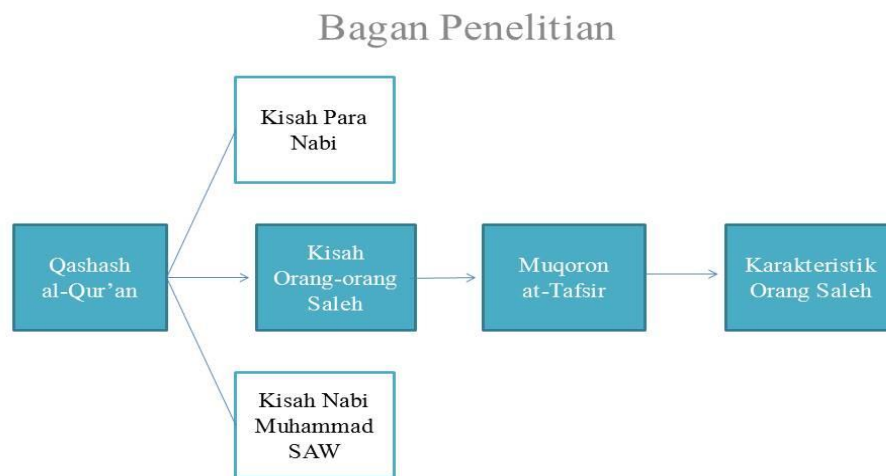 Bagan Penelitian
Kisah Para
Nabi
Qashash
al-Qur’an
Kisah
Orang-orang
Saleh
Muqoron
at-Tafsir
Karakteristik
Orang Saleh
Kisah Nabi
Muhammad
SAW